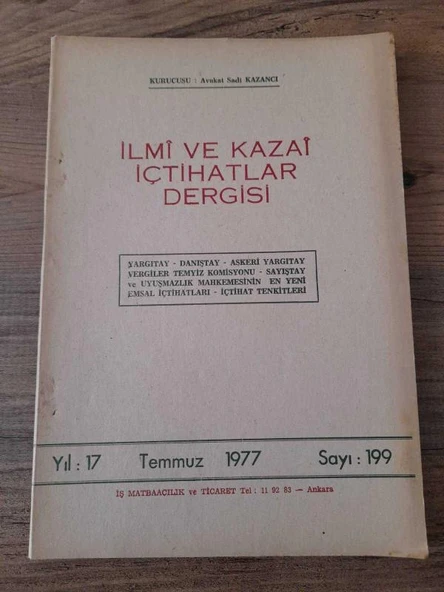 KURUCUSU : Avukat Sadi KAZANCI
İLMÎ VE KAZAÎ
İÇTİHATLAR
DERGİSİ
YARGITAY - DANIŞTAY - ASKERİ YARGITAY
VERGİLER TEMYİZ KOMİSYONU - SAYIŞTAY
ve UYUŞMAZLIK MAHKEMESİNİN EN YENİ
EMSAL İÇTİHATLARI - İÇTİHAT TENKİTLERİ
Yıl : 17 Temmuz 1977 Sayı : 199
İŞ MATBAACILIK ve TİCARET Tel : 11 92 83 — Ankara